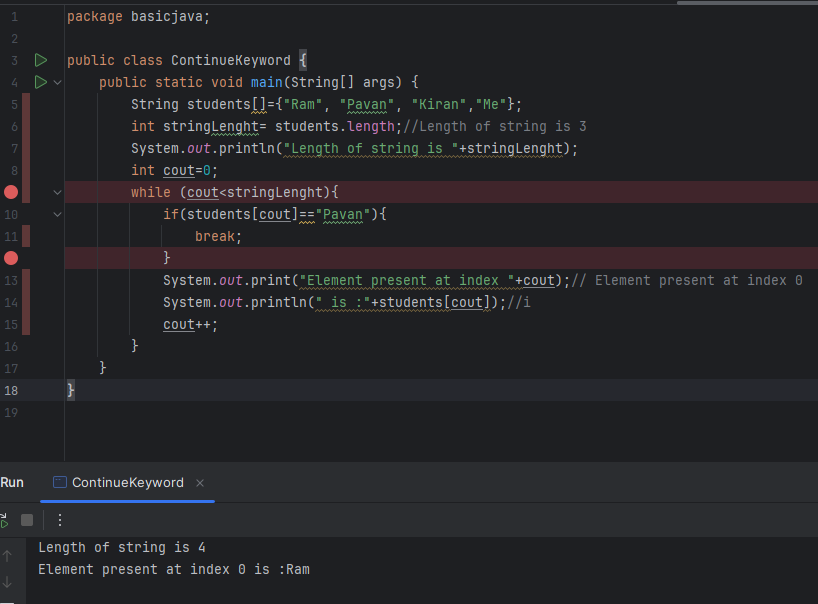 1 package basicjava;
2
3 public class ContinueKeyword {
4 public static void main(String[] args) {
5 String students[]={"Ram", "Pavan", "Kiran","Me"};
6 int stringLenght= students.length;//Length of string is 3
7 System.out.println("Length of string is "+stringLenght);
8 int cout=0;
while (cout<stringLenght){
10 if(students[cout]=="Pavan"){
11 break;
}
13 System.out.print("Element present at index "+cout);// Element present at index 0
14 System.out.println(" is :"+students[cout]);//i
15 cout++;
16 }
17 }
18 }
19
Run ContinueKeyword
Length of string is 4
Element present at index 0 is :Ram